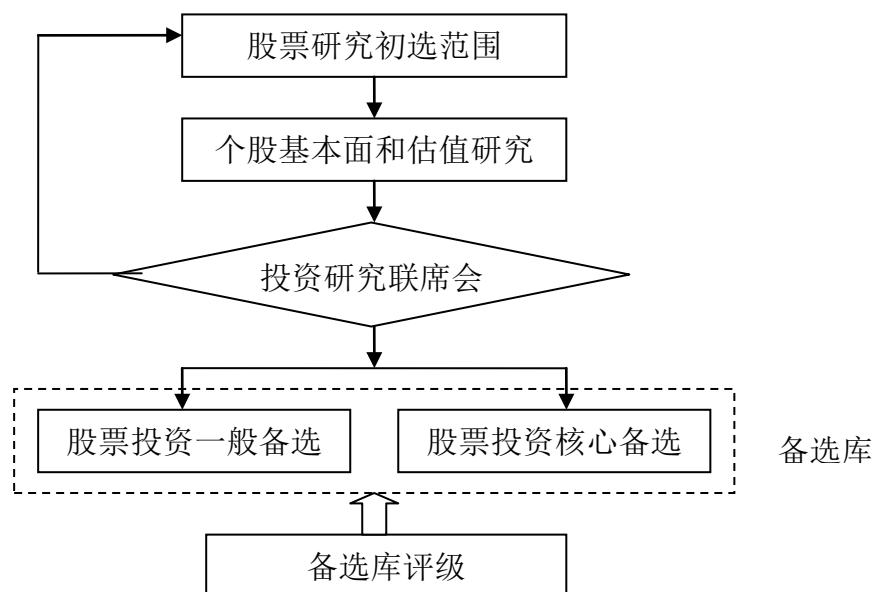 股票研究初选范围
个股基本面和估值研究
投资研究联席会
股票投资一般备选
股票投资核心备选
备选库
备选库评级